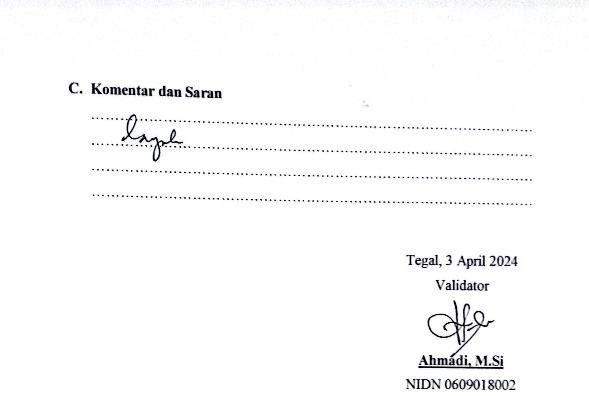 C. Komentar dan Saran
Layak
Tegal, 3 April 2024
Validator
Ahmadi, M.Si
NIDN 0609018002